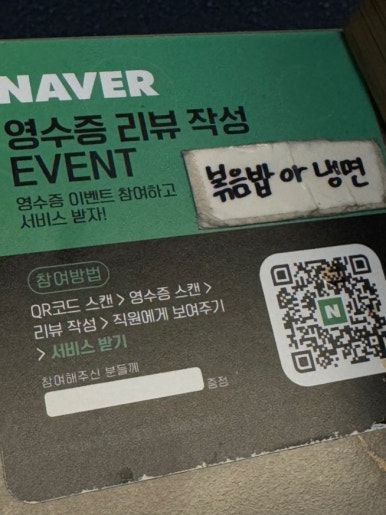 NAVER
영수증 리뷰 작성
EVENT
영수증 이벤트 참여하고
서비스 받자!
볶음밥 아 냉면
참여방법
QR코드 스캔 > 영수증 스캔 >
리뷰 작성 > 직원에게 보여주기
> 서비스 받기
참여해주신 분들께
증정
N